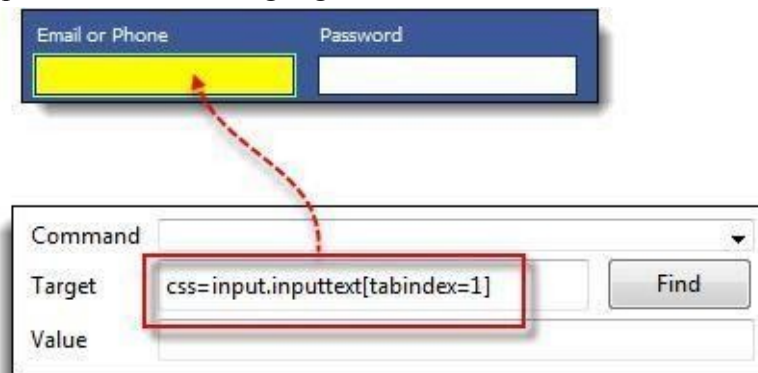 Email or Phone Password
Command
Target css=input.inputtext[tabindex=1] Find
Value